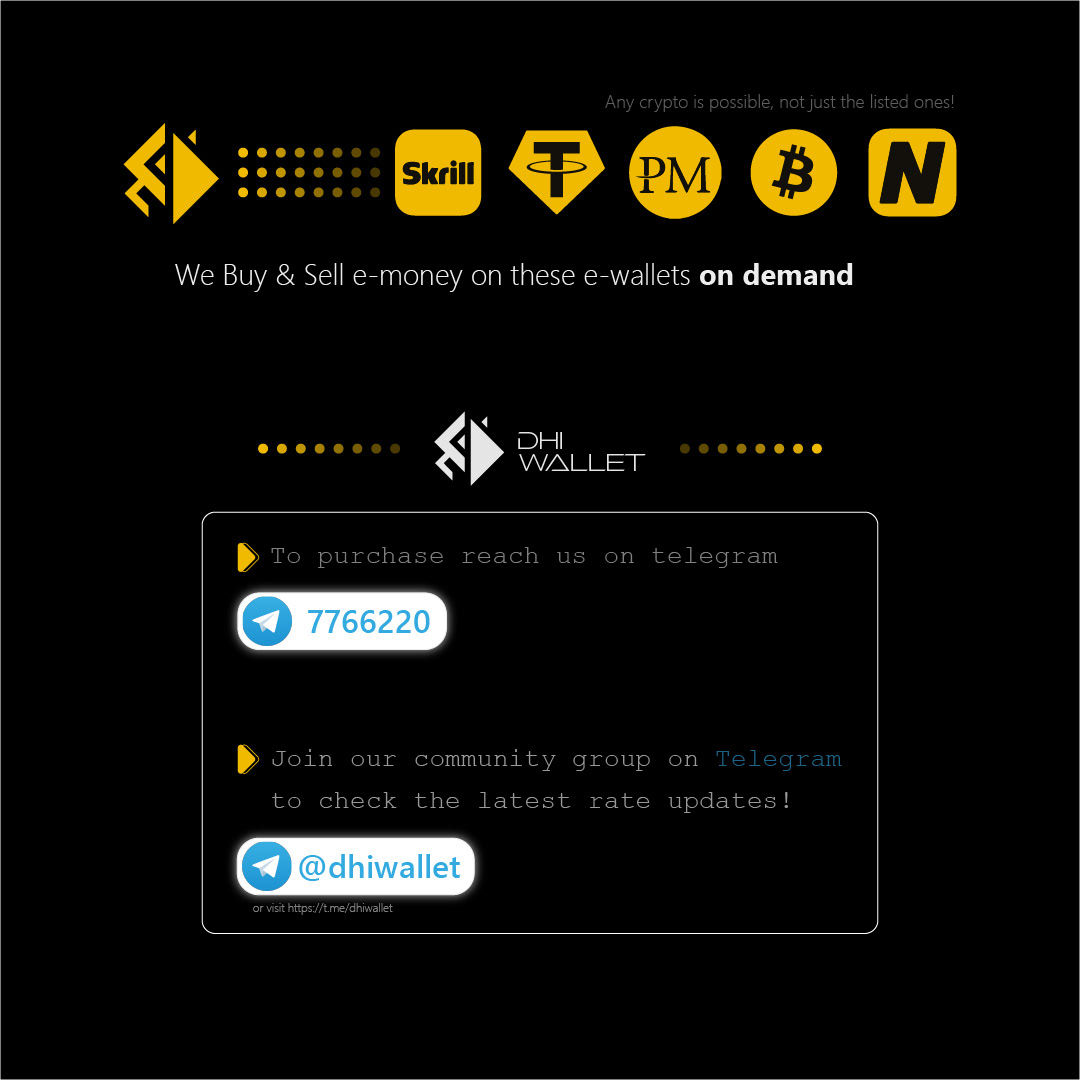 Any crypto is possible, not just the listed ones!
Skrill
T
PM
₿
N
We Buy & Sell e-money on these e-wallets on demand
DHI
WALLET
To purchase reach us on telegram
7766220
Join our community group on Telegram
to check the latest rate updates!
@dhiwallet
or visit https://t.me/dhiwallet